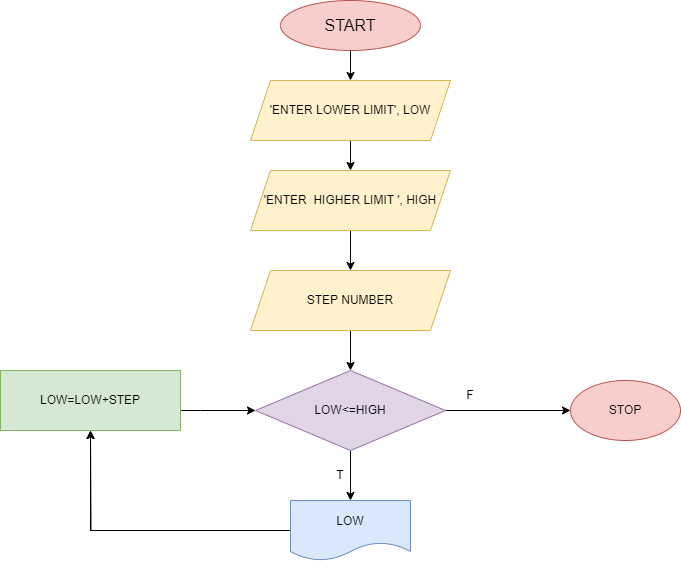 START
'ENTER LOWER LIMIT', LOW
'ENTER  HIGHER LIMIT ', HIGH
STEP NUMBER
LOW=LOW+STEP
LOW<=HIGH
F
STOP
T
LOW